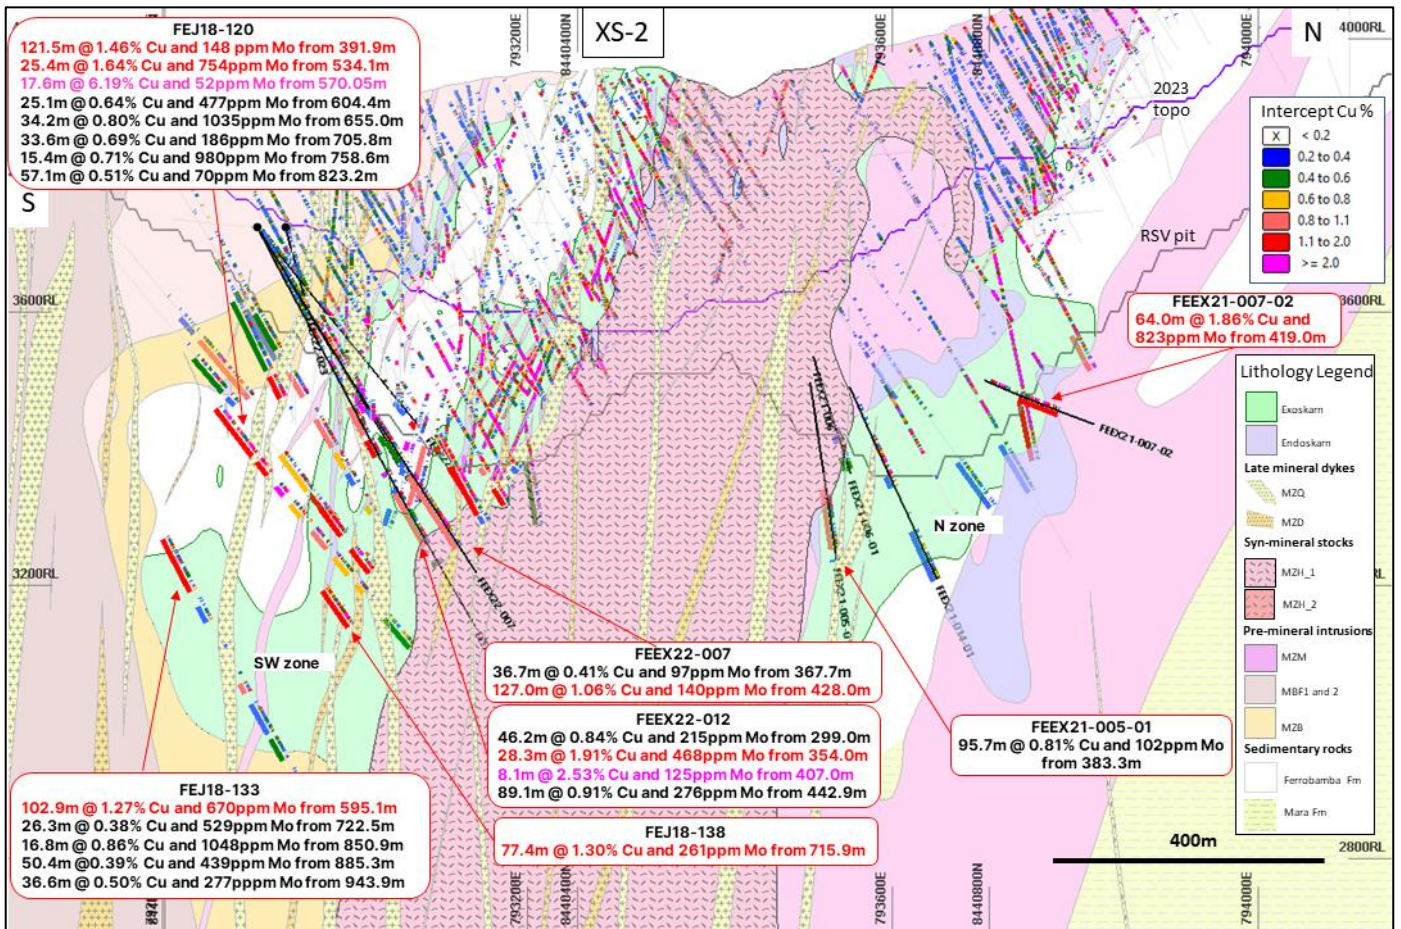 FEJ18-120
121.5m @ 1.46% Cu and 148 ppm Mo from 391.9m
25.4m @ 1.64% Cu and 754ppm Mo from 534.1m
17.6m @ 6.19% Cu and 52ppm Mo from 570.05m
25.1m @ 0.64% Cu and 477ppm Mo from 604.4m
34.2m @ 0.80% Cu and 1035ppm Mo from 655.0m
33.6m @ 0.69% Cu and 186ppm Mo from 705.8m
15.4m @ 0.71% Cu and 980ppm Mo from 758.6m
57.1m @ 0.51% Cu and 70ppm Mo from 823.2m
S
793200E
8440400N
XS-2
793600E
8440800N
794000E
N
4000RL
2023
topo
Intercept Cu %
X < 0.2
0.2 to 0.4
0.4 to 0.6
0.6 to 0.8
0.8 to 1.1
1.1 to 2.0
>= 2.0
RSV pit
3600RL
3600RL
FEEX21-007-02
64.0m @ 1.86% Cu and
823ppm Mo from 419.0m
Lithology Legend
Exoskarn
Endoskarn
Late mineral dykes
MZQ
MZD
Syn-mineral stocks
MZH_1
MZH_2
Pre-mineral intrusions
MZM
MBF1 and 2
MZB
Sedimentary rocks
Ferrobamba Fm
Mara Fm
FEEX21-007-02
FEEX21-006
FEEX21-006-01
FEEX21-005-0
FEEX21-014-01
FEEX22-007
N zone
3200RL
RL
SW zone
FEEX22-007
36.7m @ 0.41% Cu and 97ppm Mo from 367.7m
127.0m @ 1.06% Cu and 140ppm Mo from 428.0m
FEEX22-012
46.2m @ 0.84% Cu and 215ppm Mo from 299.0m
28.3m @ 1.91% Cu and 468ppm Mo from 354.0m
8.1m @ 2.53% Cu and 125ppm Mo from 407.0m
89.1m @ 0.91% Cu and 276ppm Mo from 442.9m
FEEX21-005-01
95.7m @ 0.81% Cu and 102ppm Mo
from 383.3m
FEJ18-133
102.9m @ 1.27% Cu and 670ppm Mo from 595.1m
26.3m @ 0.38% Cu and 529ppm Mo from 722.5m
16.8m @ 0.86% Cu and 1048ppm Mo from 850.9m
50.4m @0.39% Cu and 439ppm Mo from 885.3m
36.6m @ 0.50% Cu and 277pppm Mo from 943.9m
FEJ18-138
77.4m @ 1.30% Cu and 261ppm Mo from 715.9m
400m
2800RL
793200E
8440400N
793600E
8440800N
794000E